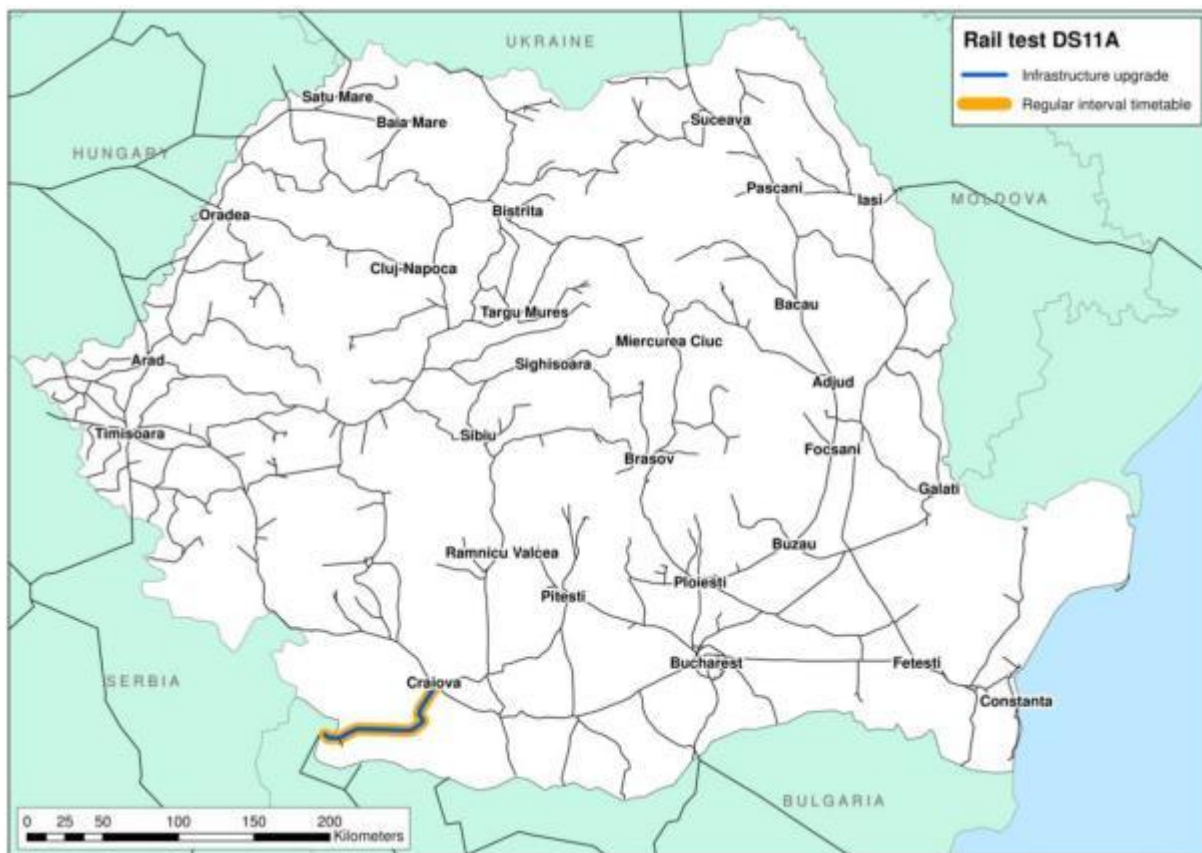 UKRAINE
Rail test DS11A
Infrastructure upgrade
Regular interval timetable
Satu Mare
Baia Mare
Suceava
HUNGARY
Pascani
Iasi
MOLDOVA
Oradea
Bistrita
Cluj-Napoca
Targu Mures
Bacau
Miercurea Ciuc
Arad
Sighisoara
Adjud
Timisoara
Sibiu
Focsani
Brasov
Galati
Ramnicu Valcea
Buzau
Ploiesti
Pitesti
Bucharest
Fetesti
SERBIA
Craiova
Constanta
BULGARIA
0 25 50 100 150 200
Kilometers